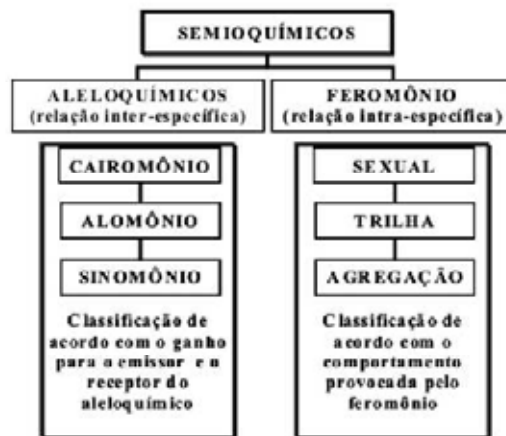 SEMIOQUÍMICOS
ALELOQUÍMICOS
(relação inter-específica)
FEROMÔNIO
(relação intra-específica)
CAIROMÔNIO
ALOMÔNIO
SINOMÔNIO
Classificação de
acordo com o ganho
para o emissor e o
receptor do
aleloquímico
SEXUAL
TRILHA
AGREGAÇÃO
Classificação de
acordo com o
comportamento
provocada pelo
feromônio